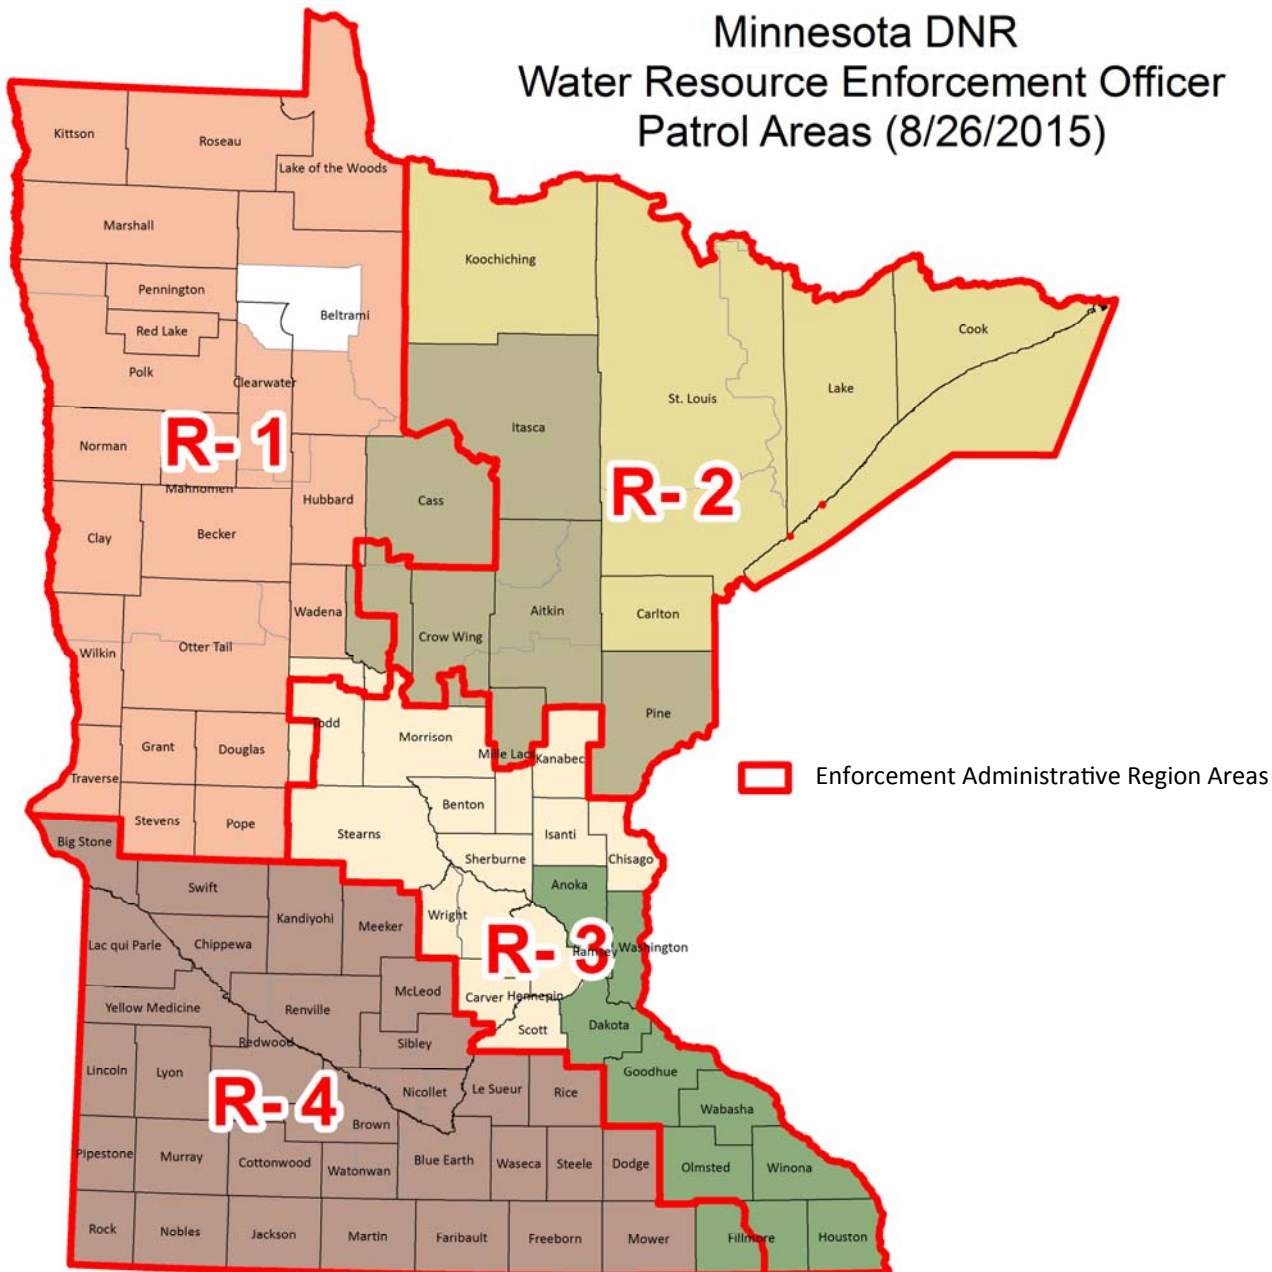 Minnesota DNR
Water Resource Enforcement Officer
Patrol Areas (8/26/2015)
Kittson
Roseau
Lake of the Woods
Marshall
Koochiching
Pennington
Beltrami
Red Lake
Cook
Polk
Clearwater
Lake
St. Louis
Itasca
Norman
R-1
Mahnomen
Hubbard
Cass
R-2
Clay
Becker
Wadena
Aitkin
Carlton
Crow Wing
Wilkin
Otter Tail
Pine
Todd
Morrison
Grant
Douglas
Mille Lacs
Kanabec
Traverse
Enforcement Administrative Region Areas
Benton
Stevens
Pope
Stearns
Isanti
Big Stone
Sherburne
Chisago
Swift
Anoka
Kandiyohi
Meeker
Wright
Lac qui Parle
Chippewa
R-3
Ramsey
Washington
McLeod
Carver
Hennepin
Yellow Medicine
Renville
Scott
Dakota
Redwood
Sibley
Lincoln
Lyon
Goodhue
R-4
Nicollet
Le Sueur
Rice
Wabasha
Brown
Pipestone
Murray
Cottonwood
Watonwan
Blue Earth
Waseca
Steele
Dodge
Olmsted
Winona
Rock
Nobles
Jackson
Martin
Faribault
Freeborn
Mower
Fillmore
Houston